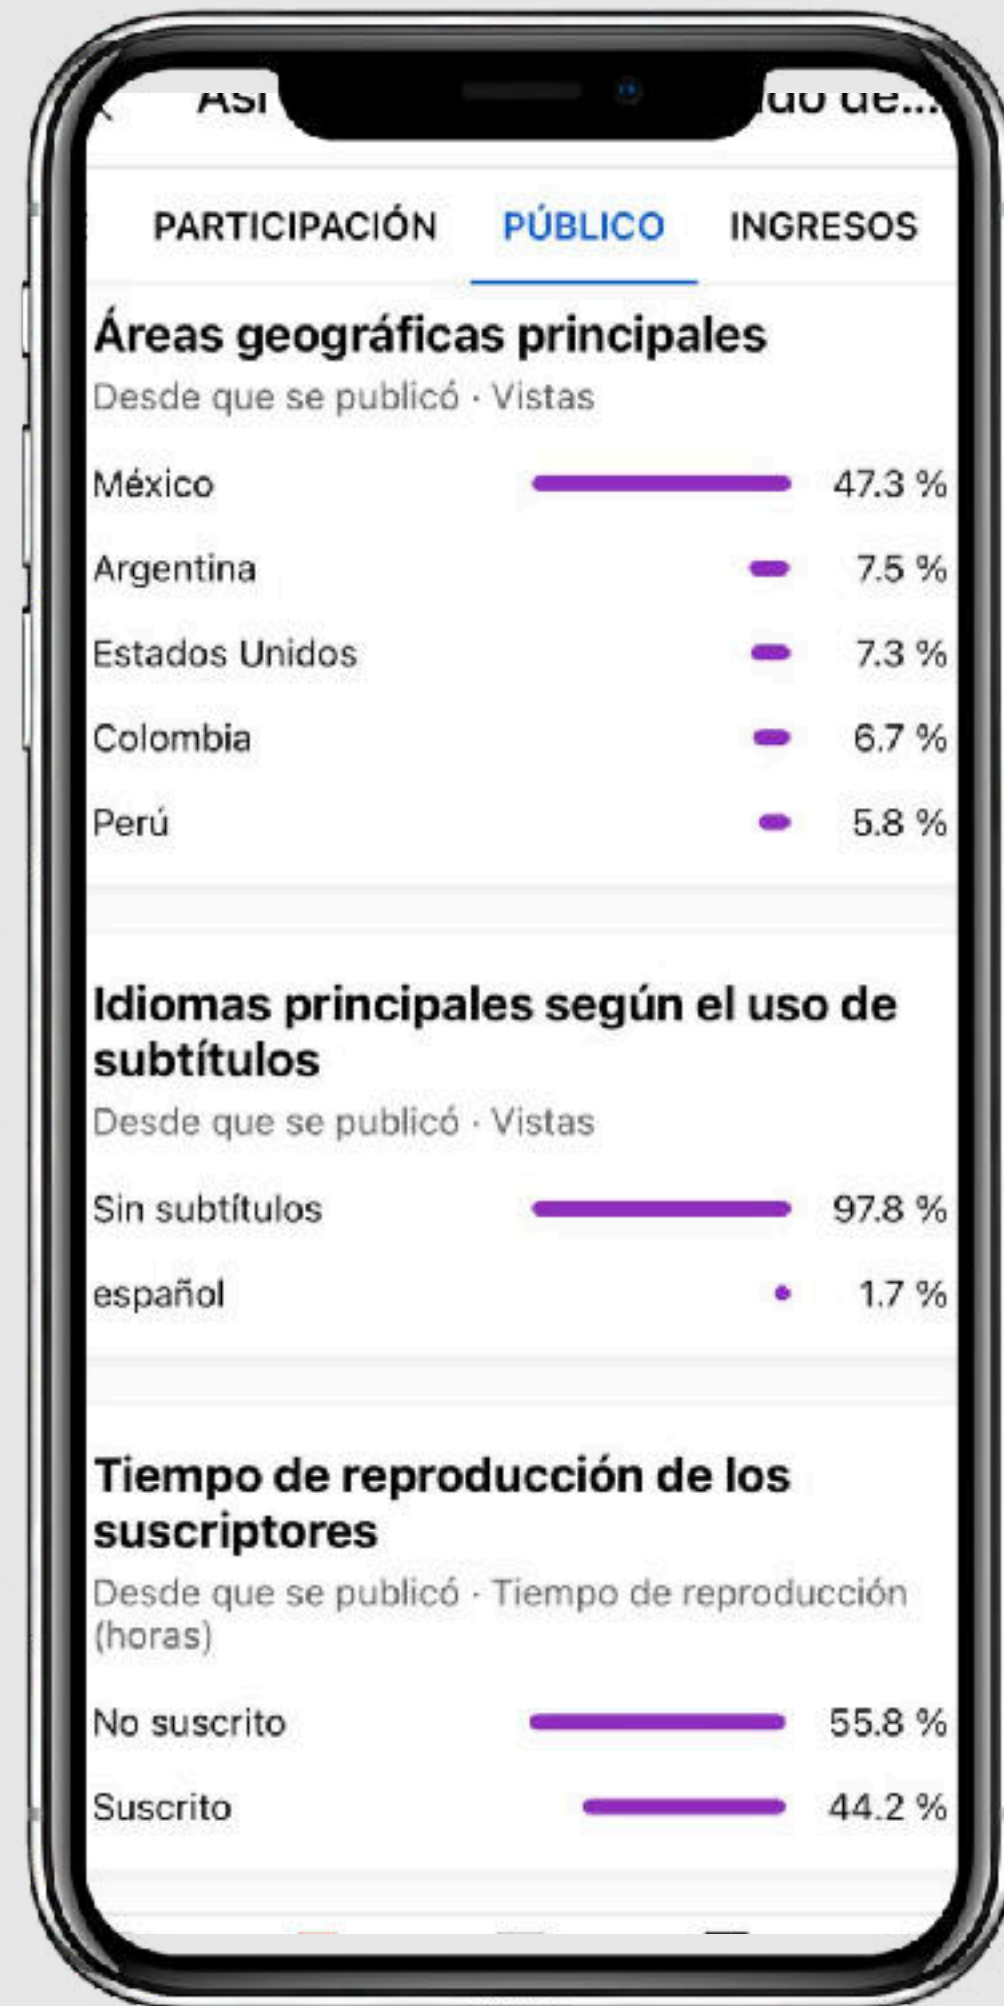 PARTICIPACIÓN PÚBLICO INGRESOS
Áreas geográficas principales
Desde que se publicó · Vistas
México 47.3 %
Argentina 7.5 %
Estados Unidos 7.3 %
Colombia 6.7 %
Perú 5.8 %
Idiomas principales según el uso de
subtítulos
Desde que se publicó · Vistas
Sin subtítulos 97.8 %
español 1.7 %
Tiempo de reproducción de los
suscriptores
Desde que se publicó · Tiempo de reproducción
(horas)
No suscrito 55.8 %
Suscrito 44.2 %